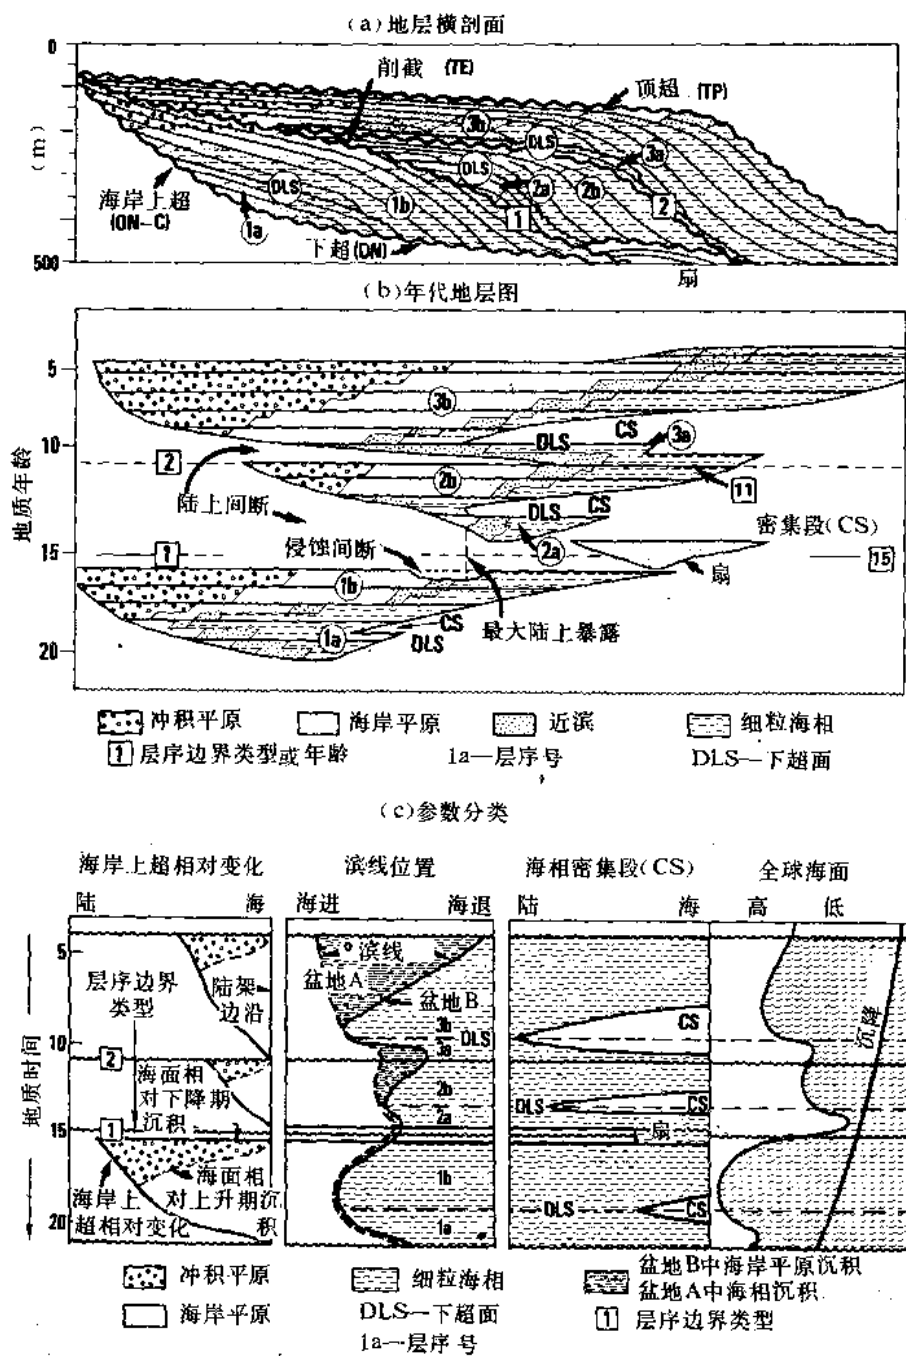 (a)地层横剖面
0
削截 (TE)
顶超 (TP)
3b
DLS
3a
(m)
DLS
2a
2b
2
DLS
1b
1
海岸上超
(ON-C)
1a
下超(DN)
500
扇
(b)年代地层图
5
3b
CS
3a
10
DLS
2
2b
11
陆上间断
CS
DLS
密集段(CS)
地质年龄
15
1
侵蚀间断
2a
15
扇
1b
CS
最大陆上暴露
1a
DLS
20
冲积平原
海岸平原
近滨
细粒海相
1 层序边界类型或年龄
1a—层序号
DLS—下超面
(c)参数分类
海岸上超相对变化
滨线位置
海相密集段(CS)
全球海面
陆 海
海进 海退
陆 海
高 低
5
层序边界
类型
陆架
边沿
滨线
盆地A
盆地B
CS
沉降
3b
DLS
3a
10
2
海面相
对下降期
沉积
2b
2a
DLS
CS
地质时间
15
1
扇
海面相
对上升期沉
积
海岸上
超相对变化
1b
1a
DLS
CS
20
冲积平原
细粒海相
盆地B中海岸平原沉积
盆地A中海相沉积
海岸平原
DLS—下超面
1 层序边界类型
1a—层序号